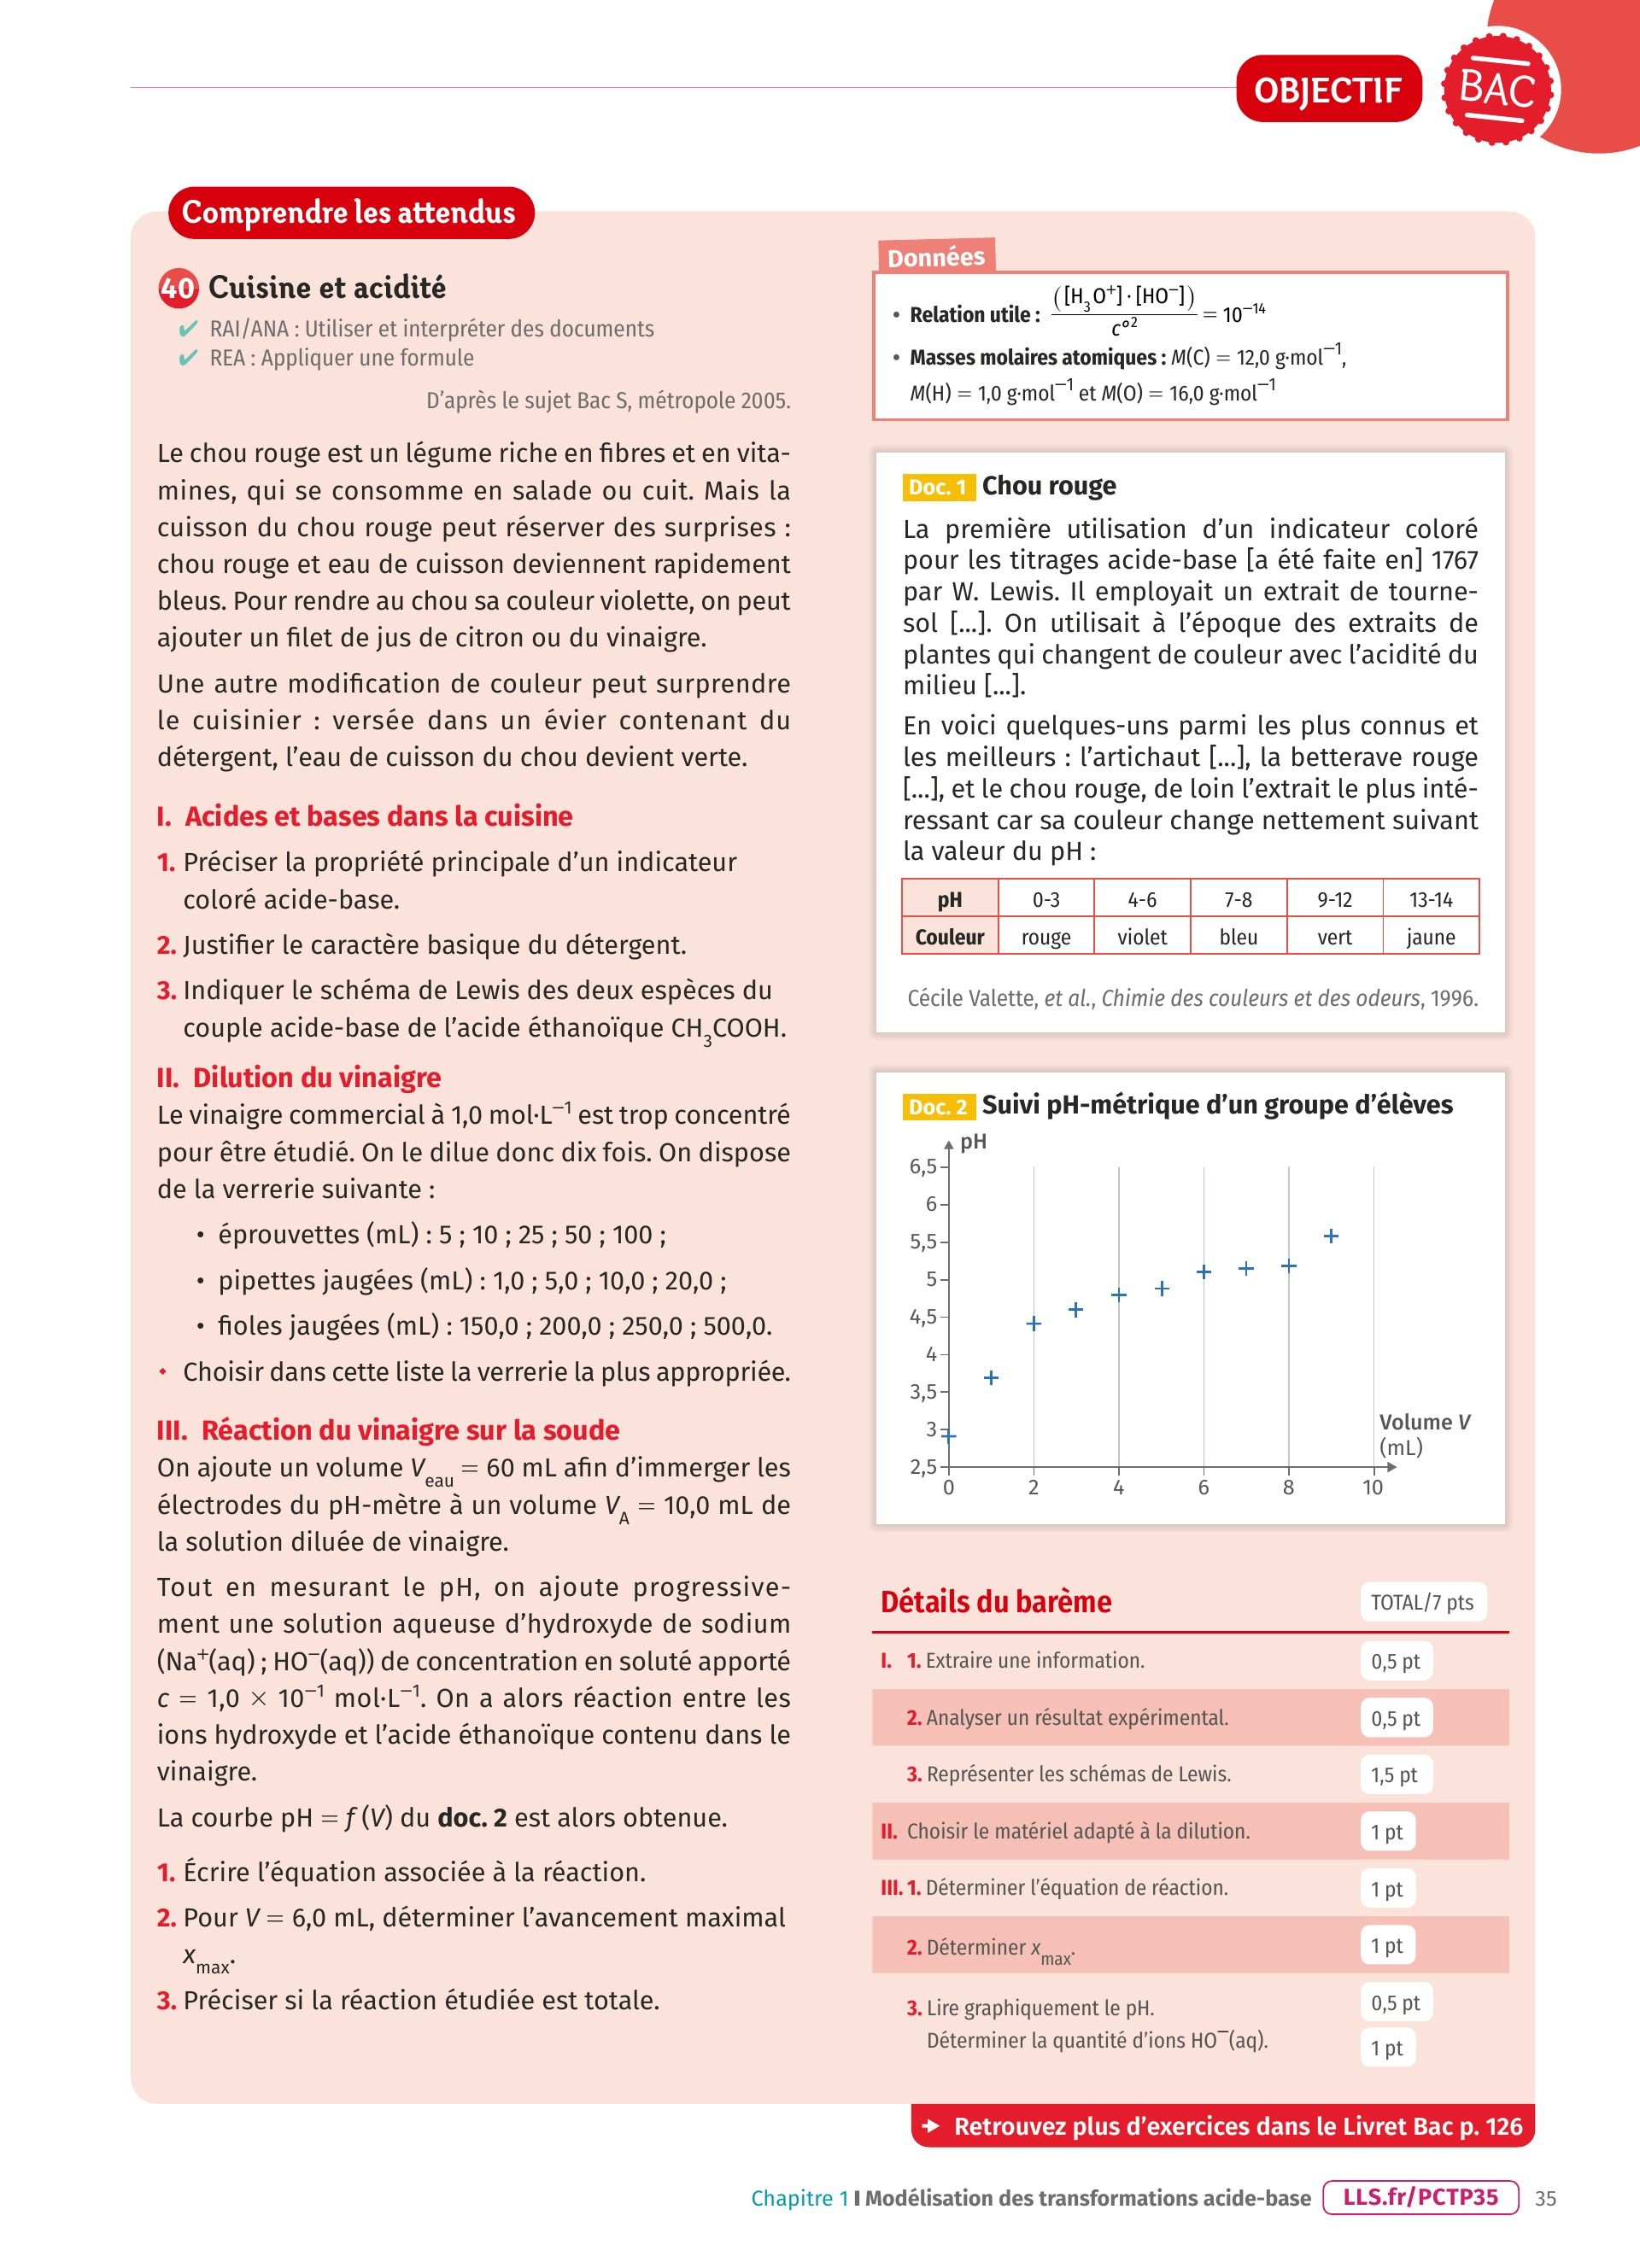 OBJECTIF
BAC
Comprendre les attendus
40 Cuisine et acidité
✔ RAI/ANA : Utiliser et interpréter des documents
✔ REA : Appliquer une formule
D’après le sujet Bac S, métropole 2005.
Le chou rouge est un légume riche en fibres et en vita-
mines, qui se consomme en salade ou cuit. Mais la
cuisson du chou rouge peut réserver des surprises :
chou rouge et eau de cuisson deviennent rapidement
bleus. Pour rendre au chou sa couleur violette, on peut
ajouter un filet de jus de citron ou du vinaigre.
Une autre modification de couleur peut surprendre
le cuisinier : versée dans un évier contenant du
détergent, l’eau de cuisson du chou devient verte.
I. Acides et bases dans la cuisine
1. Préciser la propriété principale d’un indicateur
coloré acide-base.
2. Justifier le caractère basique du détergent.
3. Indiquer le schéma de Lewis des deux espèces du
couple acide-base de l’acide éthanoïque CH₃COOH.
II. Dilution du vinaigre
Le vinaigre commercial à 1,0 mol·L⁻¹ est trop concentré
pour être étudié. On le dilue donc dix fois. On dispose
de la verrerie suivante :
• éprouvettes (mL) : 5 ; 10 ; 25 ; 50 ; 100 ;
• pipettes jaugées (mL) : 1,0 ; 5,0 ; 10,0 ; 20,0 ;
• fioles jaugées (mL) : 150,0 ; 200,0 ; 250,0 ; 500,0.
• Choisir dans cette liste la verrerie la plus appropriée.
III. Réaction du vinaigre sur la soude
On ajoute un volume V_eau = 60 mL afin d’immerger les
électrodes du pH-mètre à un volume V_A = 10,0 mL de
la solution diluée de vinaigre.
Tout en mesurant le pH, on ajoute progressive-
ment une solution aqueuse d’hydroxyde de sodium
(Na⁺(aq) ; HO⁻(aq)) de concentration en soluté apporté
c = 1,0 × 10⁻¹ mol·L⁻¹. On a alors réaction entre les
ions hydroxyde et l’acide éthanoïque contenu dans le
vinaigre.
La courbe pH = f (V) du doc. 2 est alors obtenue.
1. Écrire l’équation associée à la réaction.
2. Pour V = 6,0 mL, déterminer l’avancement maximal
x_max.
3. Préciser si la réaction étudiée est totale.
Données
• Relation utile : ([H₃O⁺]·[HO⁻]) / c°² = 10⁻¹⁴
• Masses molaires atomiques : M(C) = 12,0 g·mol⁻¹,
M(H) = 1,0 g·mol⁻¹ et M(O) = 16,0 g·mol⁻¹
Doc. 1 Chou rouge
La première utilisation d’un indicateur coloré
pour les titrages acide-base [a été faite en] 1767
par W. Lewis. Il employait un extrait de tourne-
sol [...]. On utilisait à l’époque des extraits de
plantes qui changent de couleur avec l’acidité du
milieu [...].
En voici quelques-uns parmi les plus connus et
les meilleurs : l’artichaut [...], la betterave rouge
[...], et le chou rouge, de loin l’extrait le plus inté-
ressant car sa couleur change nettement suivant
la valeur du pH :
pH 0-3 4-6 7-8 9-12 13-14
Couleur rouge violet bleu vert jaune
Cécile Valette, et al., Chimie des couleurs et des odeurs, 1996.
Doc. 2 Suivi pH-métrique d’un groupe d’élèves
pH
6,5
6
5,5
5
4,5
4
3,5
3
2,5
0 2 4 6 8 10
Volume V
(mL)
Détails du barème TOTAL/7 pts
I. 1. Extraire une information. 0,5 pt
2. Analyser un résultat expérimental. 0,5 pt
3. Représenter les schémas de Lewis. 1,5 pt
II. Choisir le matériel adapté à la dilution. 1 pt
III. 1. Déterminer l’équation de réaction. 1 pt
2. Déterminer x_max. 1 pt
3. Lire graphiquement le pH. 0,5 pt
Déterminer la quantité d’ions HO⁻(aq). 1 pt
➔ Retrouvez plus d’exercices dans le Livret Bac p. 126
Chapitre 1 I Modélisation des transformations acide-base LLS.fr/PCTP35 35